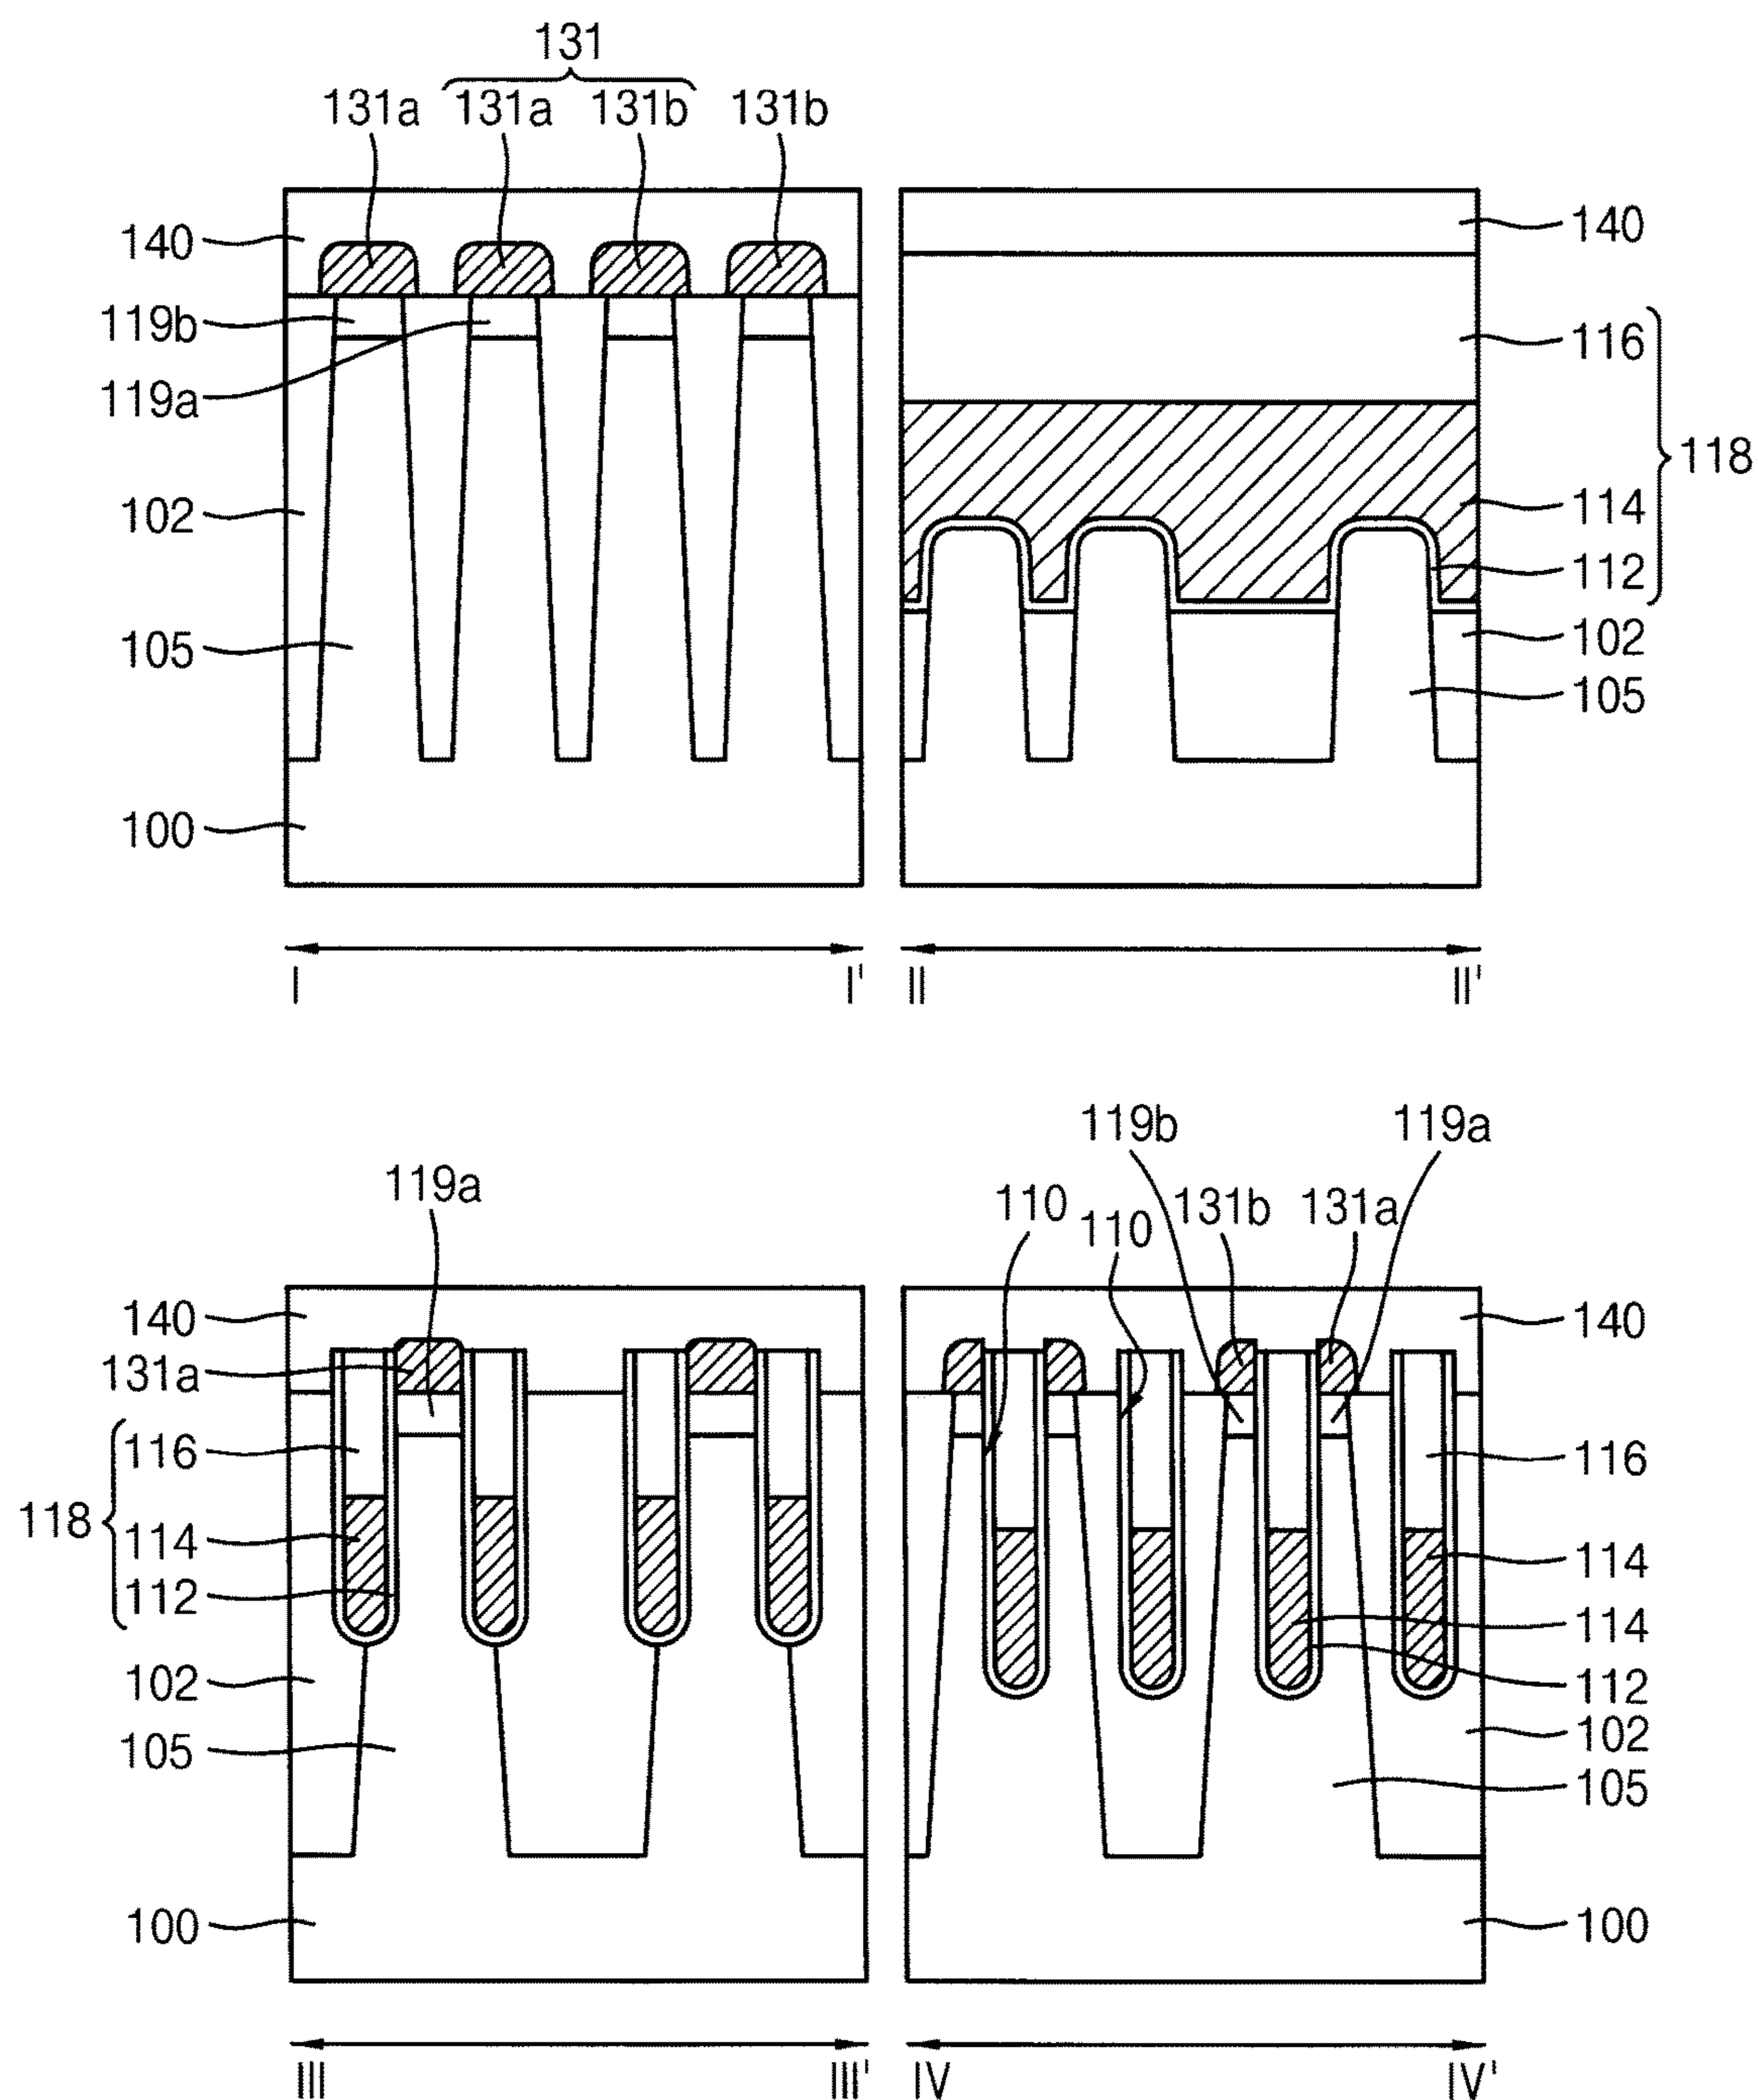 131
131a 131a 131b 131b
140 140
119b 116
119a
118
102 114
112
105 102
105
100
I I' II II'
119b 119a
119a 110 110 131b 131a
140 140
131a
116 116
118 114 114
112 114
102 112
102
105 105
100 100
III III' IV IV'